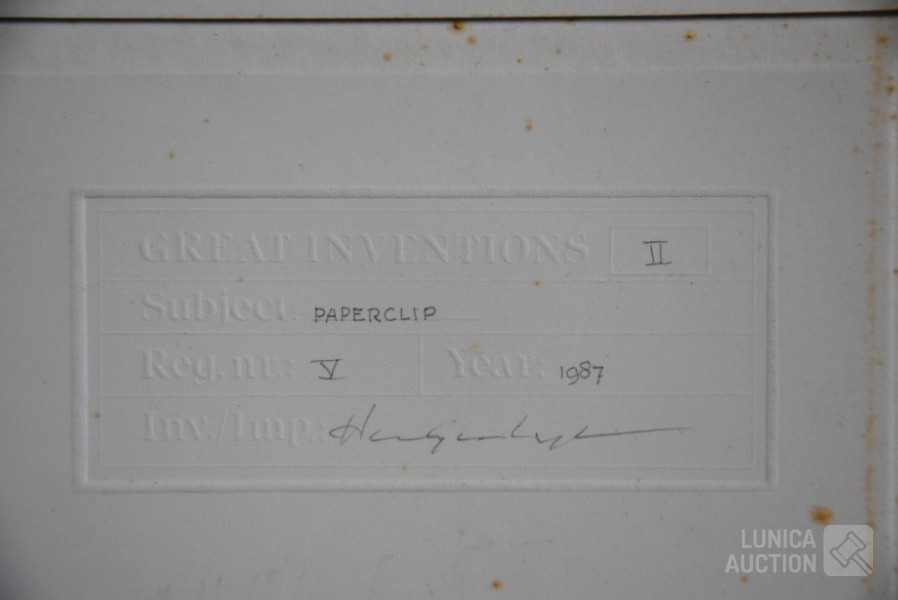 GREAT INVENTIONS II
Subject: PAPERCLIP
Reg. nr.: V Year: 1987
Inv./Imp.:
LUNICA
AUCTION